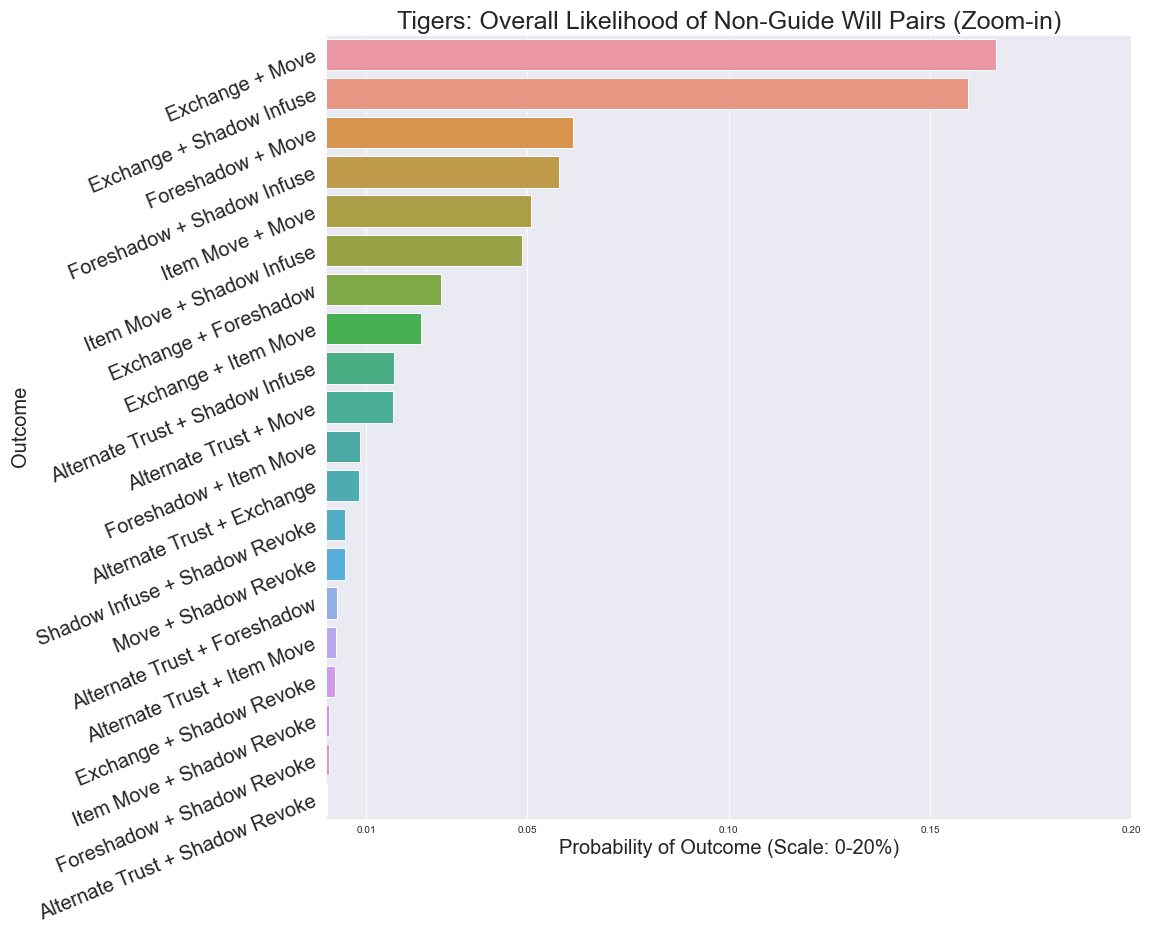 Tigers: Overall Likelihood of Non-Guide Will Pairs (Zoom-in)
Exchange + Move
Exchange + Shadow Infuse
Foreshadow + Move
Foreshadow + Shadow Infuse
Item Move + Move
Item Move + Shadow Infuse
Exchange + Foreshadow
Exchange + Item Move
Alternate Trust + Shadow Infuse
Alternate Trust + Move
Foreshadow + Item Move
Alternate Trust + Exchange
Shadow Infuse + Shadow Revoke
Move + Shadow Revoke
Alternate Trust + Foreshadow
Alternate Trust + Item Move
Exchange + Shadow Revoke
Item Move + Shadow Revoke
Foreshadow + Shadow Revoke
Alternate Trust + Shadow Revoke
Outcome
0.01 0.05 0.10 0.15 0.20
Probability of Outcome (Scale: 0-20%)